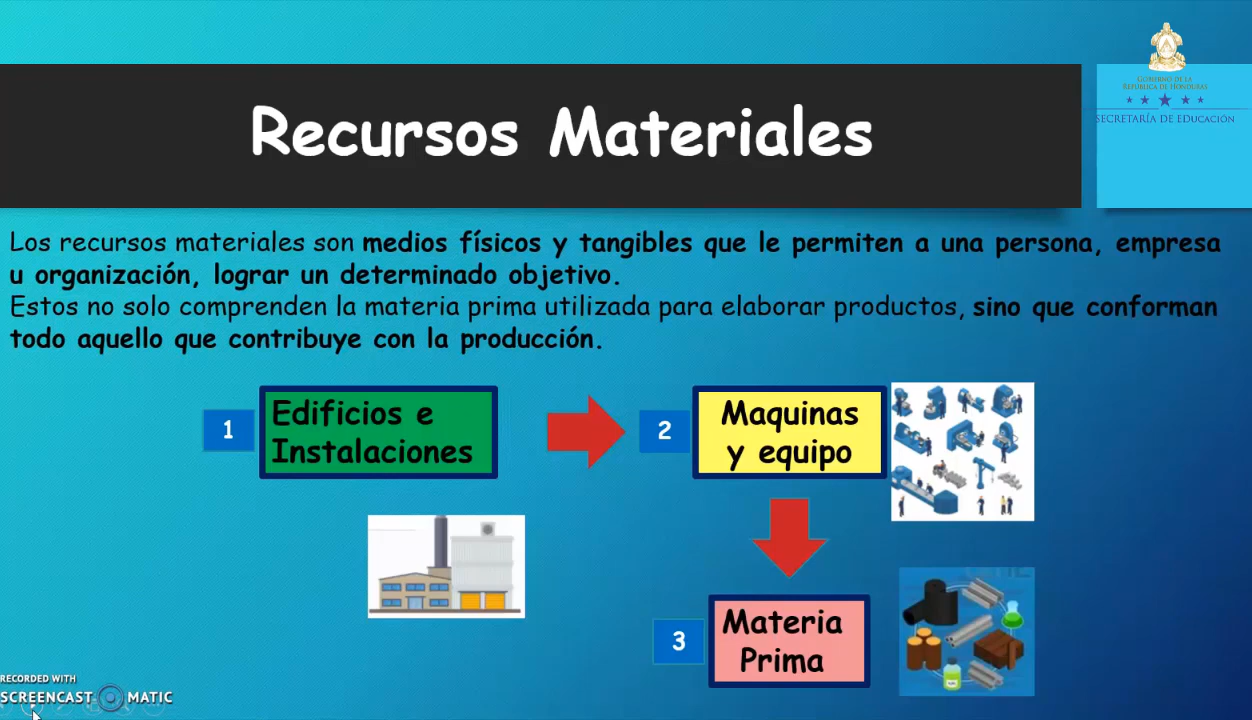 GOBIERNO DE LA
REPÚBLICA DE HONDURAS
SECRETARÍA DE EDUCACIÓN
Recursos Materiales
Los recursos materiales son medios físicos y tangibles que le permiten a una persona, empresa
u organización, lograr un determinado objetivo.
Estos no solo comprenden la materia prima utilizada para elaborar productos, sino que conforman
todo aquello que contribuye con la producción.
1
Edificios e
Instalaciones
2
Maquinas
y equipo
3
Materia
Prima
RECORDED WITH
SCREENCAST MATIC